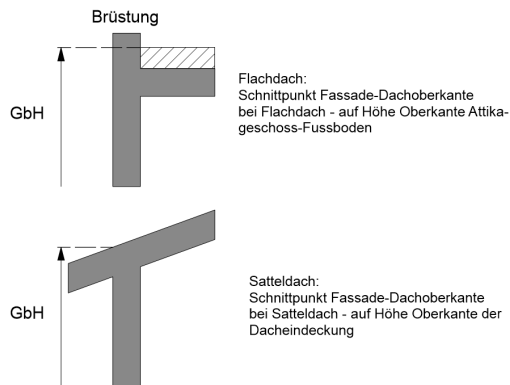 Brüstung
GbH
Flachdach:
Schnittpunkt Fassade-Dachoberkante
bei Flachdach - auf Höhe Oberkante Attika-
geschoss-Fussboden
GbH
Satteldach:
Schnittpunkt Fassade-Dachoberkante
bei Satteldach - auf Höhe Oberkante der
Dacheindeckung